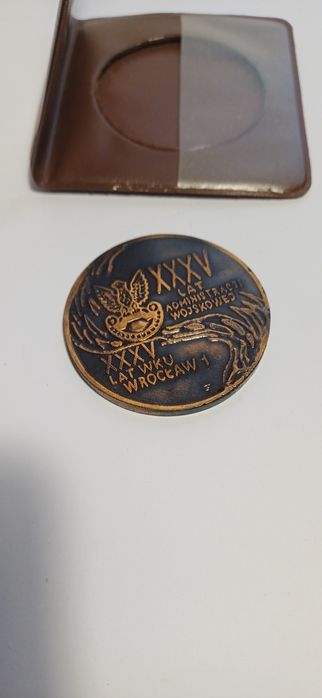 XXXV
LAT
ADMINISTRACJI
WOJSKOWEJ
XXXV
LAT WKU
WROCŁAW 1